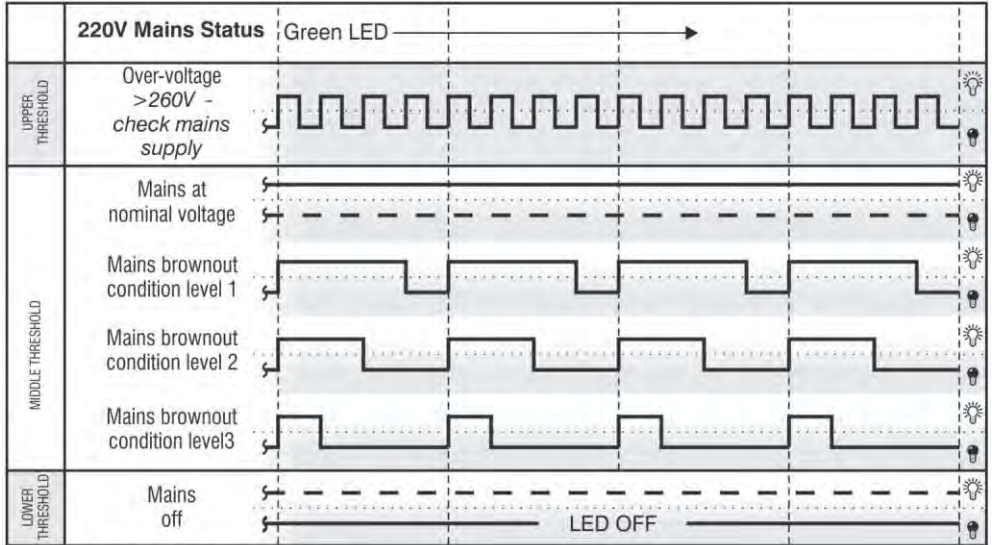 220V Mains Status Green LED
UPPER
THRESHOLD
Over-voltage
>260V -
check mains
supply
MIDDLE THRESHOLD
Mains at
nominal voltage
Mains brownout
condition level 1
Mains brownout
condition level 2
Mains brownout
condition level3
LOWER
THRESHOLD
Mains
off
LED OFF